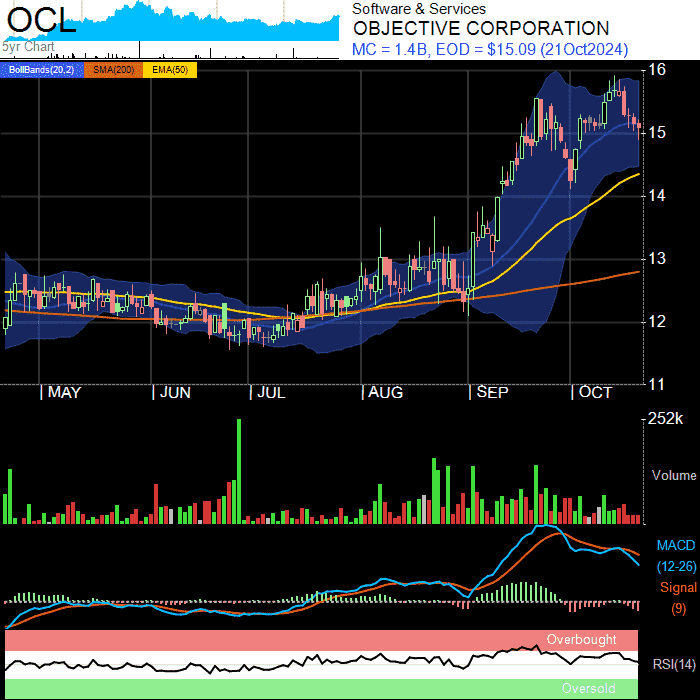 OCL
5yr Chart
Software & Services
OBJECTIVE CORPORATION
MC = 1.4B, EOD = $15.09 (21Oct2024)
BollBands(20,2) SMA(200) EMA(50)
16
15
14
13
12
11
MAY JUN JUL AUG SEP OCT
252k
Volume
MACD
(12-26)
Signal
(9)
Overbought
RSI(14)
Oversold